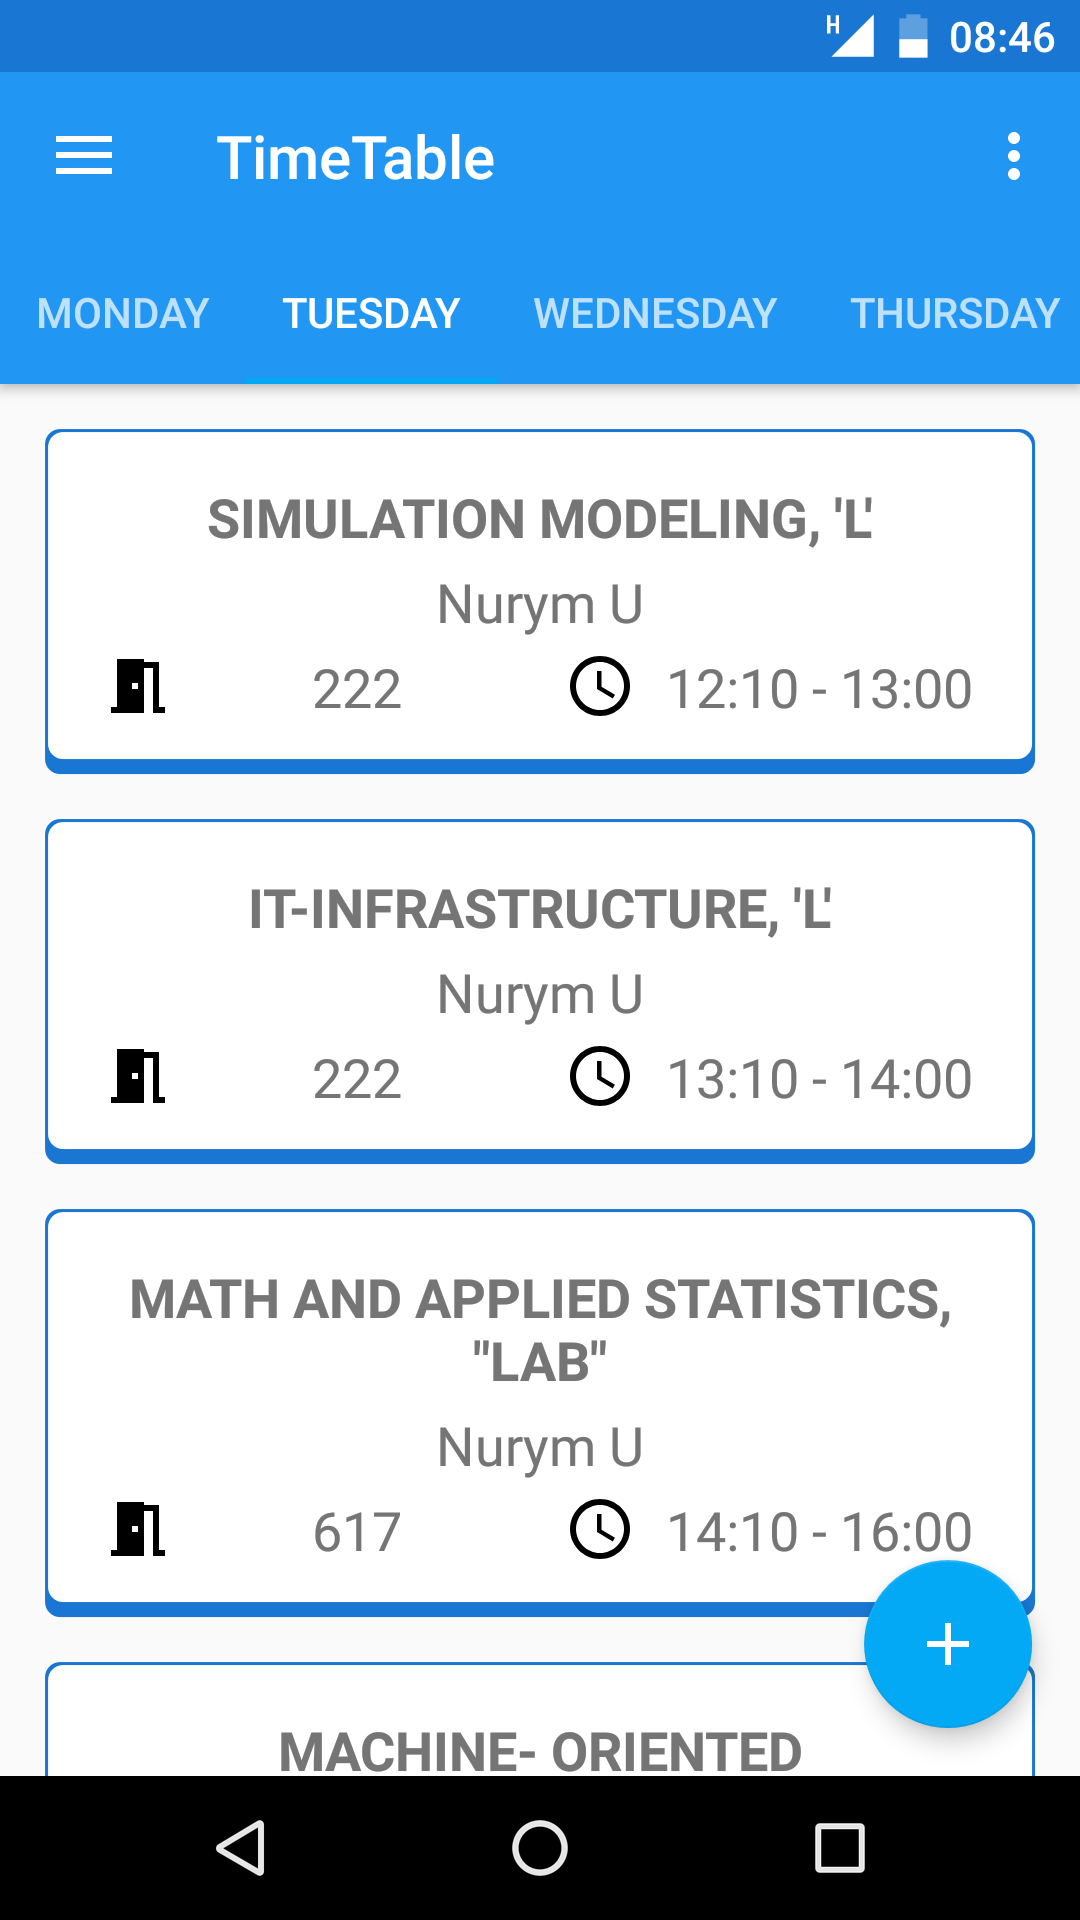 H 08:46
TimeTable
MONDAY TUESDAY WEDNESDAY THURSDAY
SIMULATION MODELING, 'L'
Nurym U
222 12:10 - 13:00
IT-INFRASTRUCTURE, 'L'
Nurym U
222 13:10 - 14:00
MATH AND APPLIED STATISTICS,
"LAB"
Nurym U
617 14:10 - 16:00
MACHINE- ORIENTED